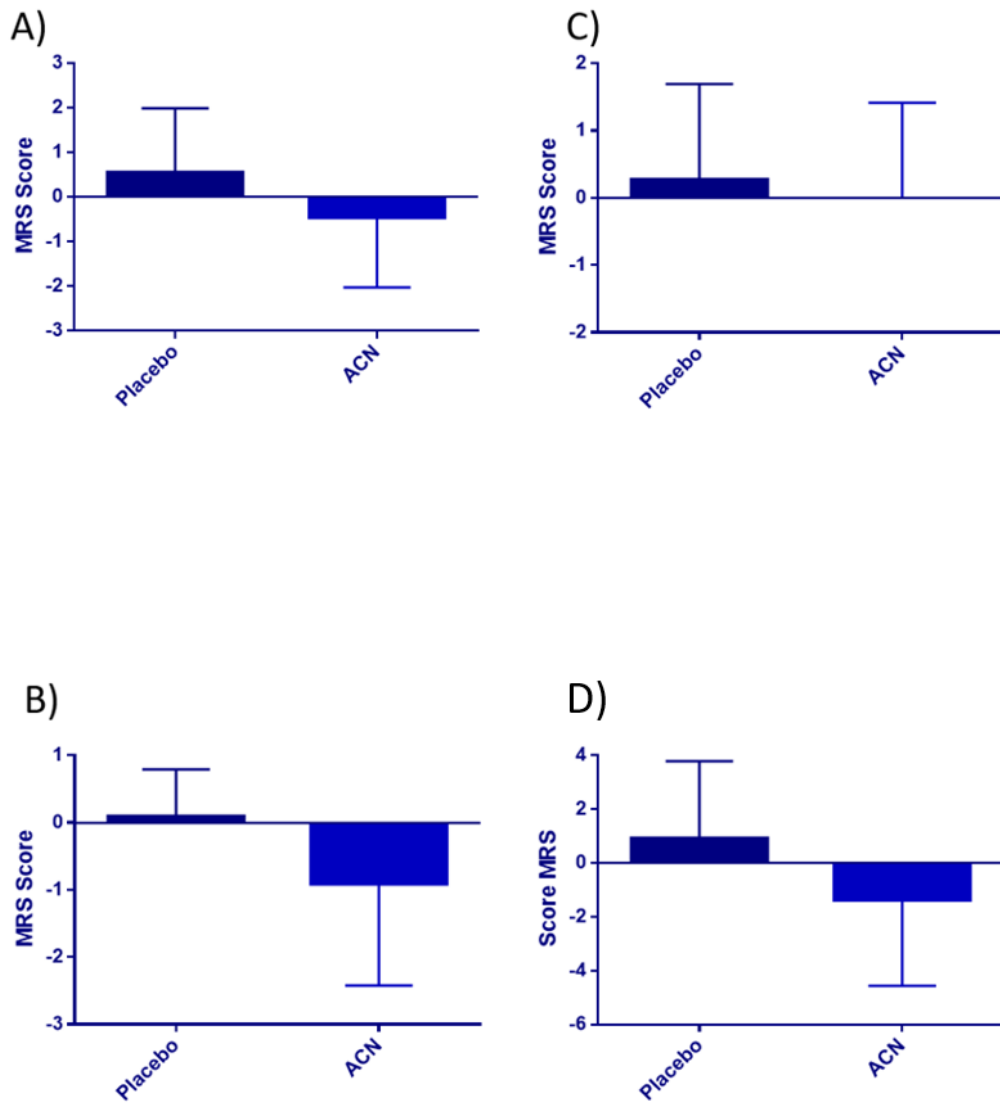 A)
3
2
1
0
-1
-2
-3
MRS Score
Placebo
ACN
C)
2
1
0
-1
-2
MRS Score
Placebo
ACN
B)
1
0
-1
-2
-3
MRS Score
Placebo
ACN
D)
4
2
0
-2
-4
-6
Score MRS
Placebo
ACN